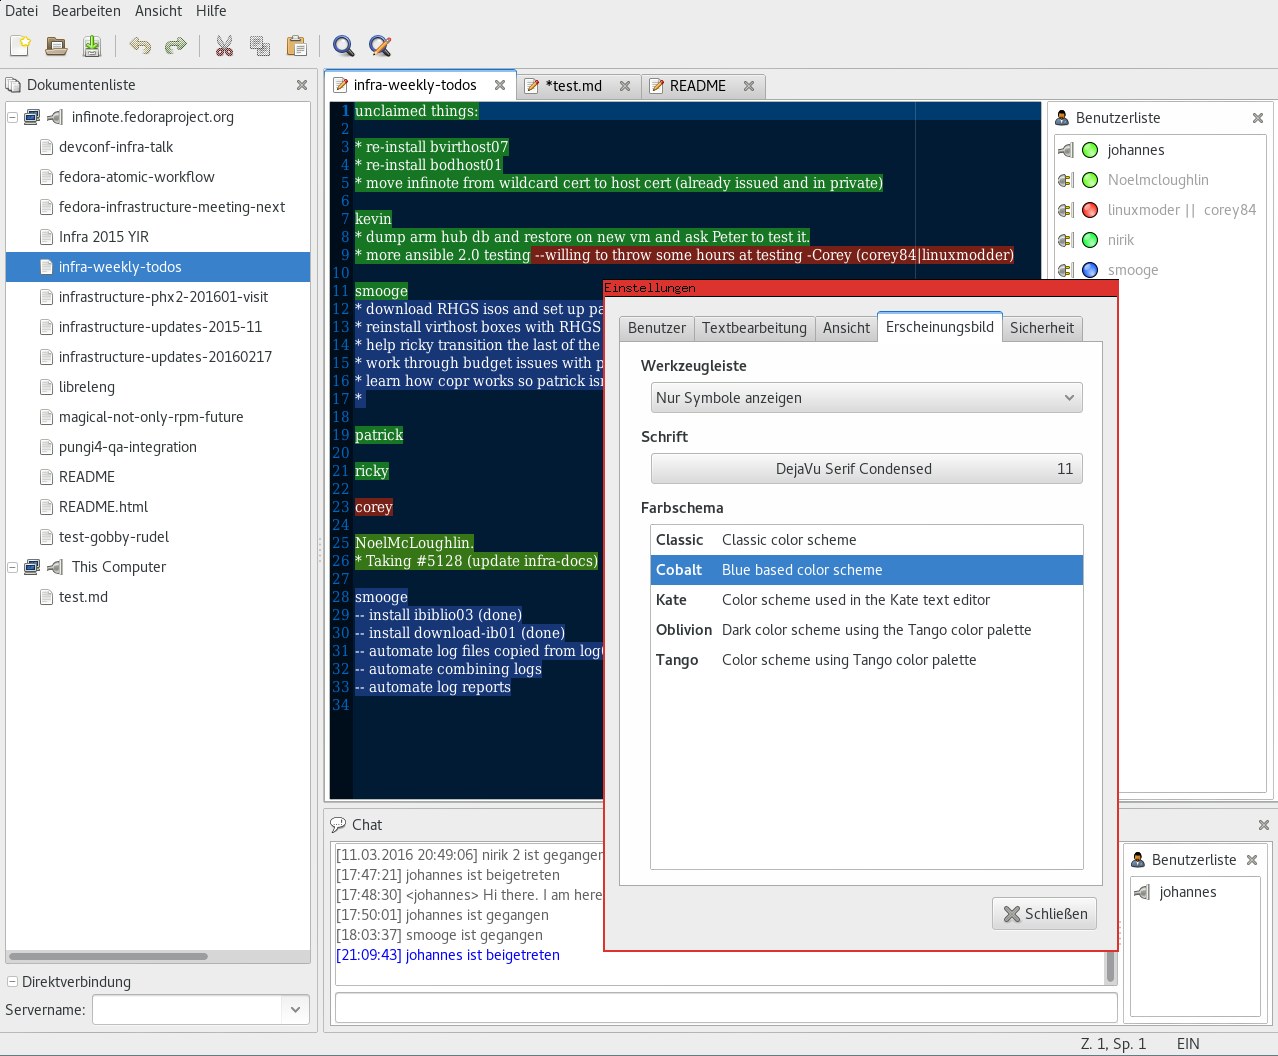 Datei Bearbeiten Ansicht Hilfe
Dokumentenliste
infinote.fedoraproject.org
devconf-infra-talk
fedora-atomic-workflow
fedora-infrastructure-meeting-next
Infra 2015 YIR
infra-weekly-todos
infrastructure-phx2-201601-visit
infrastructure-updates-2015-11
infrastructure-updates-20160217
libreleng
magical-not-only-rpm-future
pungi4-qa-integration
README
README.html
test-gobby-rudel
This Computer
test.md
Direktverbindung
Servername:
infra-weekly-todos *test.md README
1 unclaimed things:
2
3 * re-install bvirthost07
4 * re-install bodhost01
5 * move infinote from wildcard cert to host cert (already issued and in private)
6
7 kevin
8 * dump arm hub db and restore on new vm and ask Peter to test it.
9 * more ansible 2.0 testing --willing to throw some hours at testing -Corey (corey84|linuxmodder)
10
11 smooge
12 * download RHGS isos and set up
13 * reinstall virthost boxes with RHGS
14 * help ricky transition the last of the
15 * work through budget issues with
16 * learn how copr works so patrick
17 *
18
19 patrick
20
21 ricky
22
23 corey
24
25 NoelMcLoughlin.
26 * Taking #5128 (update infra-docs)
27
28 smooge
29 -- install ibiblio03 (done)
30 -- install download-ib01 (done)
31 -- automate log files copied from
32 -- automate combining logs
33 -- automate log reports
34
Benutzerliste
johannes
Noelmcloughlin
linuxmoder || corey84
nirik
smooge
Einstellungen
Benutzer Textbearbeitung Ansicht Erscheinungsbild Sicherheit
Werkzeugleiste
Nur Symbole anzeigen
Schrift
DejaVu Serif Condensed 11
Farbschema
Classic Classic color scheme
Cobalt Blue based color scheme
Kate Color scheme used in the Kate text editor
Oblivion Dark color scheme using the Tango color palette
Tango Color scheme using Tango color palette
Schließen
Chat
[11.03.2016 20:49:06] nirik 2 ist gegangen
[17:47:21] johannes ist beigetreten
[17:48:30] <johannes> Hi there. I am here
[17:50:01] johannes ist gegangen
[18:03:37] smooge ist gegangen
[21:09:43] johannes ist beigetreten
Benutzerliste
johannes
Z. 1, Sp. 1 EIN